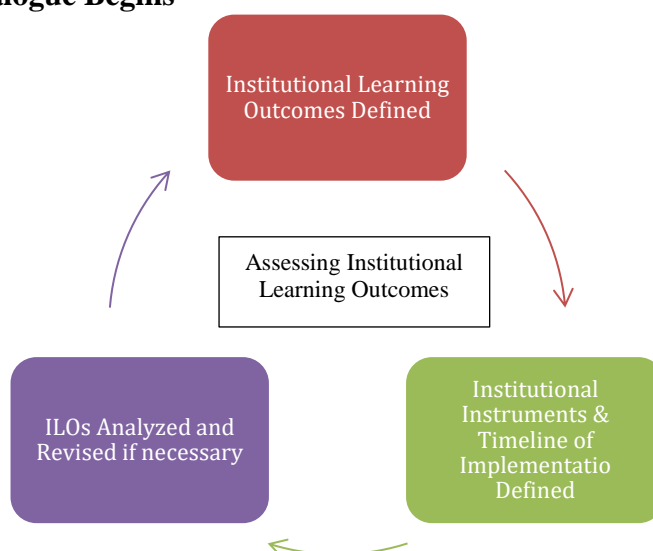 Begins
Institutional Learning
Outcomes Defined
Assessing Institutional
Learning Outcomes
ILOs Analyzed and
Revised if necessary
Institutional
Instruments &
Timeline of
Implementatio
Defined